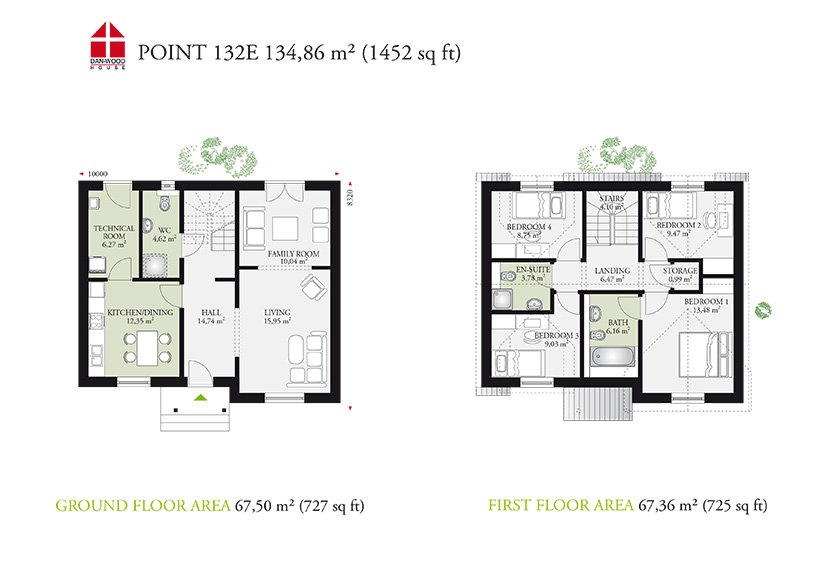 DAN-WOOD
HOUSE
POINT 132E 134,86 m² (1452 sq ft)
10000
8320
TECHNICAL
ROOM
6.27 m²
WC
4,62 m²
FAMILY ROOM
10,04 m²
KITCHEN/DINING
12,35 m²
HALL
14,74 m²
LIVING
15,95 m²
STAIRS
4.10 m²
BEDROOM 4
8,75 m²
BEDROOM 2
9.47 m²
EN-SUITE
3.78 m²
LANDING
6,47 m²
STORAGE
0,99 m²
BEDROOM 1
13,48 m²
BATH
6,16 m²
BEDROOM 3
9,03 m²
GROUND FLOOR AREA 67,50 m² (727 sq ft)
FIRST FLOOR AREA 67,36 m² (725 sq ft)